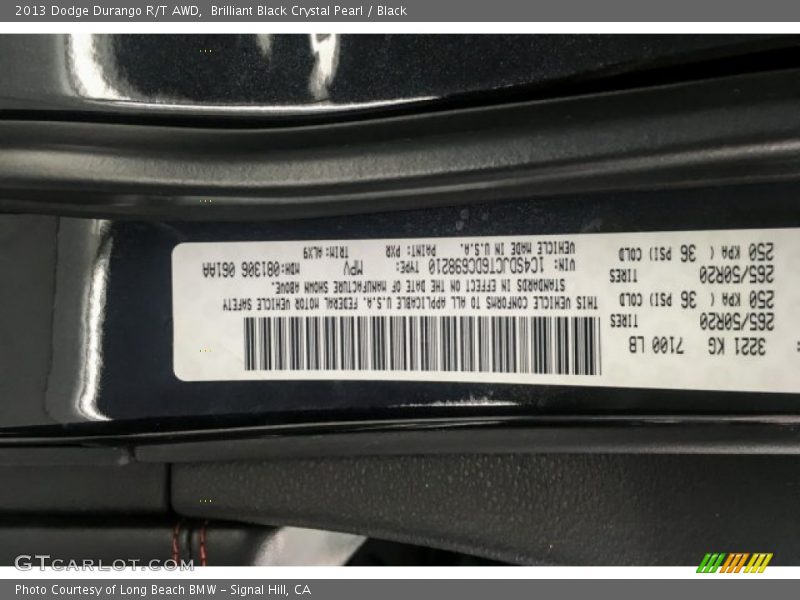 2013 Dodge Durango R/T AWD,  Brilliant Black Crystal Pearl / Black
3221 KG 7100 LB
265/50R20 TIRES
250 KPA ( 36 PSI) COLD
265/50R20 TIRES
250 KPA ( 36 PSI) COLD
THIS VEHICLE CONFORMS TO ALL APPLICABLE U.S.A. FEDERAL MOTOR VEHICLE SAFETY
STANDARDS IN EFFECT ON THE DATE OF MANUFACTURE SHOWN ABOVE.
VIN: 1C4SDJCT6DC698210 TYPE: MPV MDH:081306 061AA
VEHICLE MADE IN U.S.A. PAINT: PXR TRIM:ALX9
GTCARLOT.COM
Photo Courtesy of Long Beach BMW - Signal Hill, CA